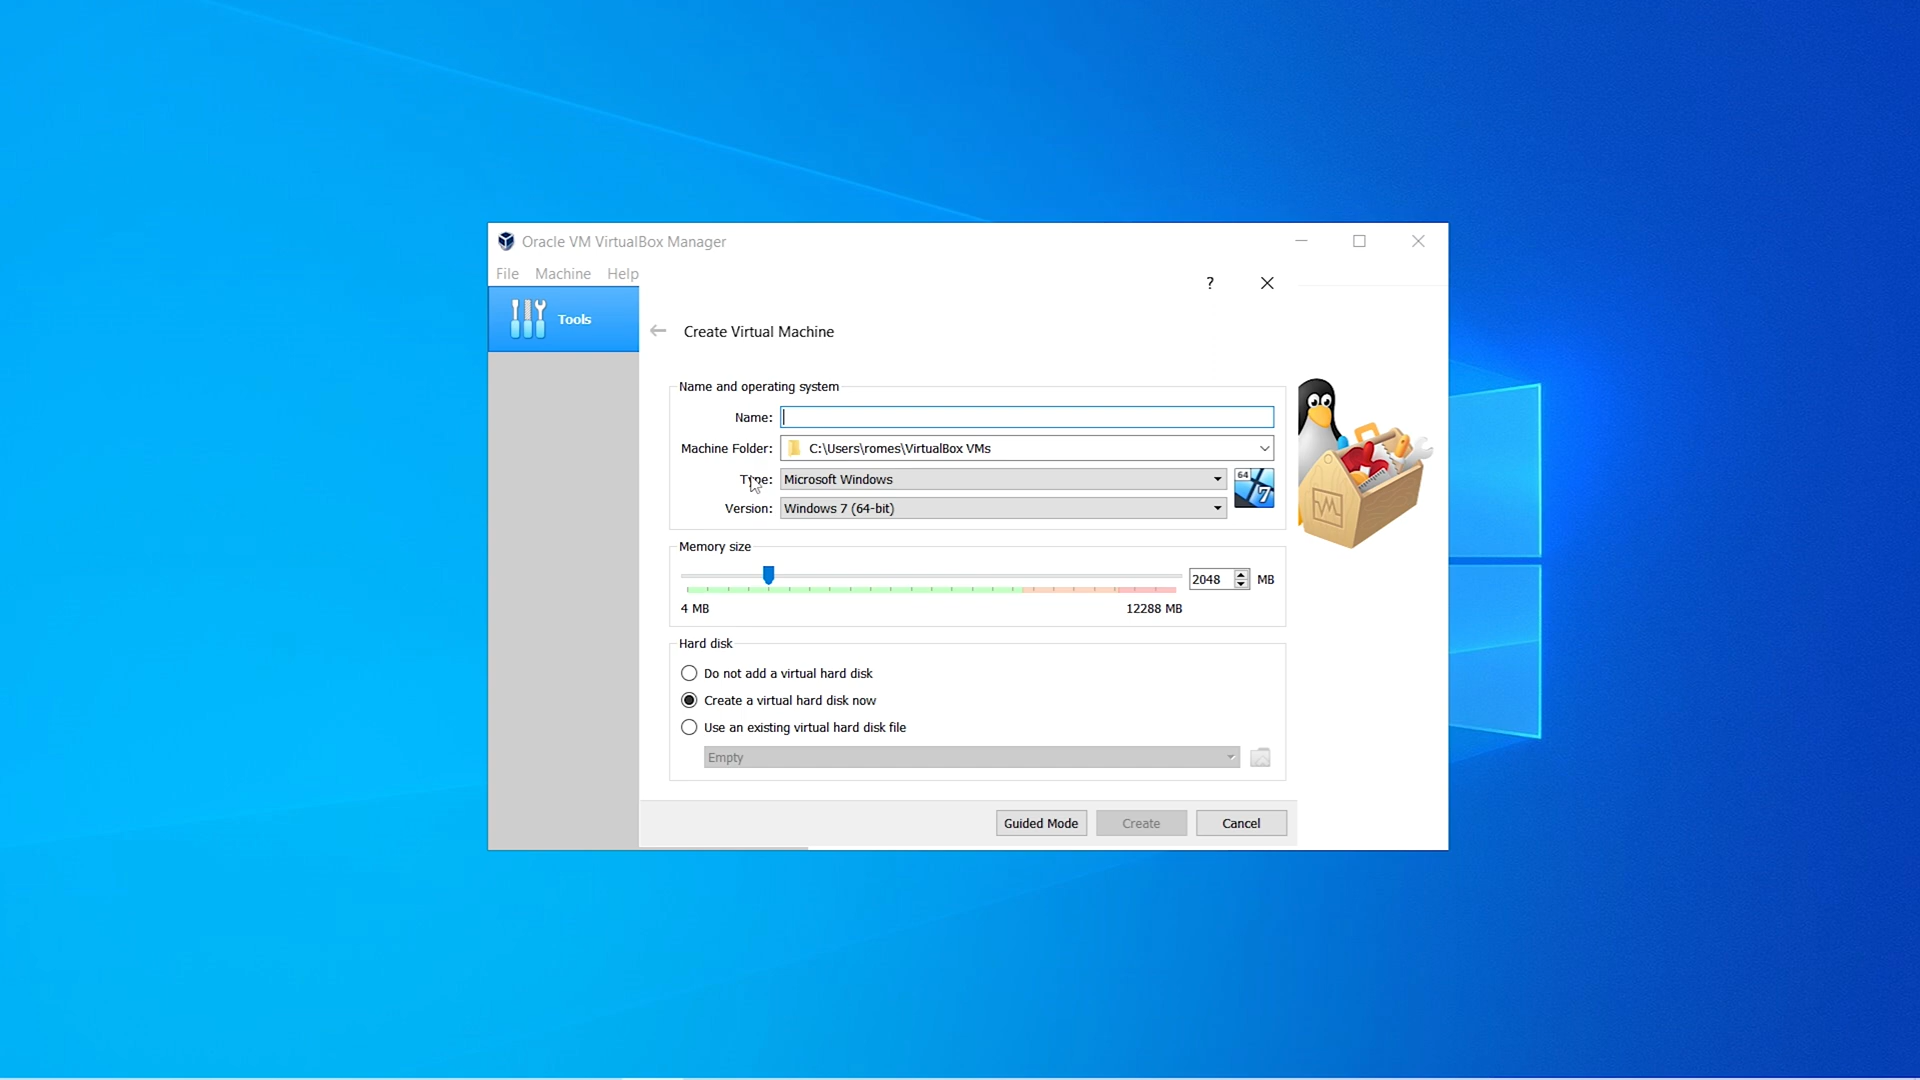 Oracle VM VirtualBox Manager
File Machine Help
?
Tools
Create Virtual Machine
Name and operating system
Name:
Machine Folder: C:\Users\romes\VirtualBox VMs
Type: Microsoft Windows
64
7
Version: Windows 7 (64-bit)
Memory size
2048 MB
4 MB 12288 MB
Hard disk
Do not add a virtual hard disk
Create a virtual hard disk now
Use an existing virtual hard disk file
Empty
Guided Mode Create Cancel